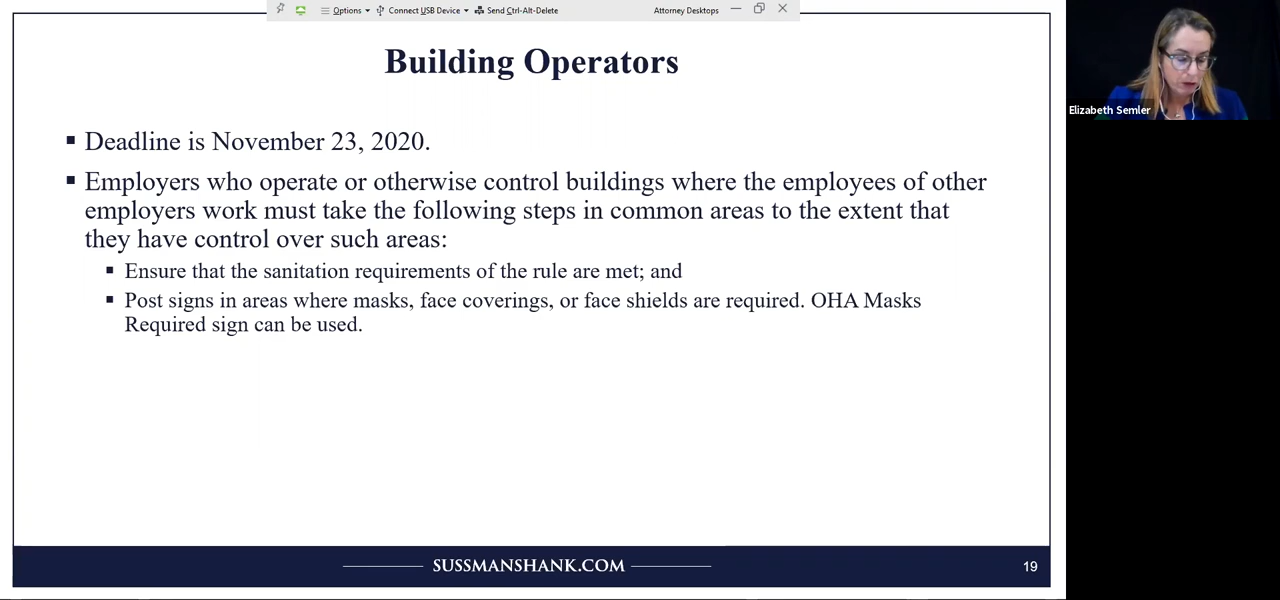 Options
Connect USB Device
Send Ctrl-Alt-Delete
Attorney Desktops
Building Operators
Elizabeth Semler
Deadline is November 23, 2020.
Employers who operate or otherwise control buildings where the employees of other
employers work must take the following steps in common areas to the extent that
they have control over such areas:
Ensure that the sanitation requirements of the rule are met; and
Post signs in areas where masks, face coverings, or face shields are required. OHA Masks
Required sign can be used.
SUSSMANSHANK.COM
19